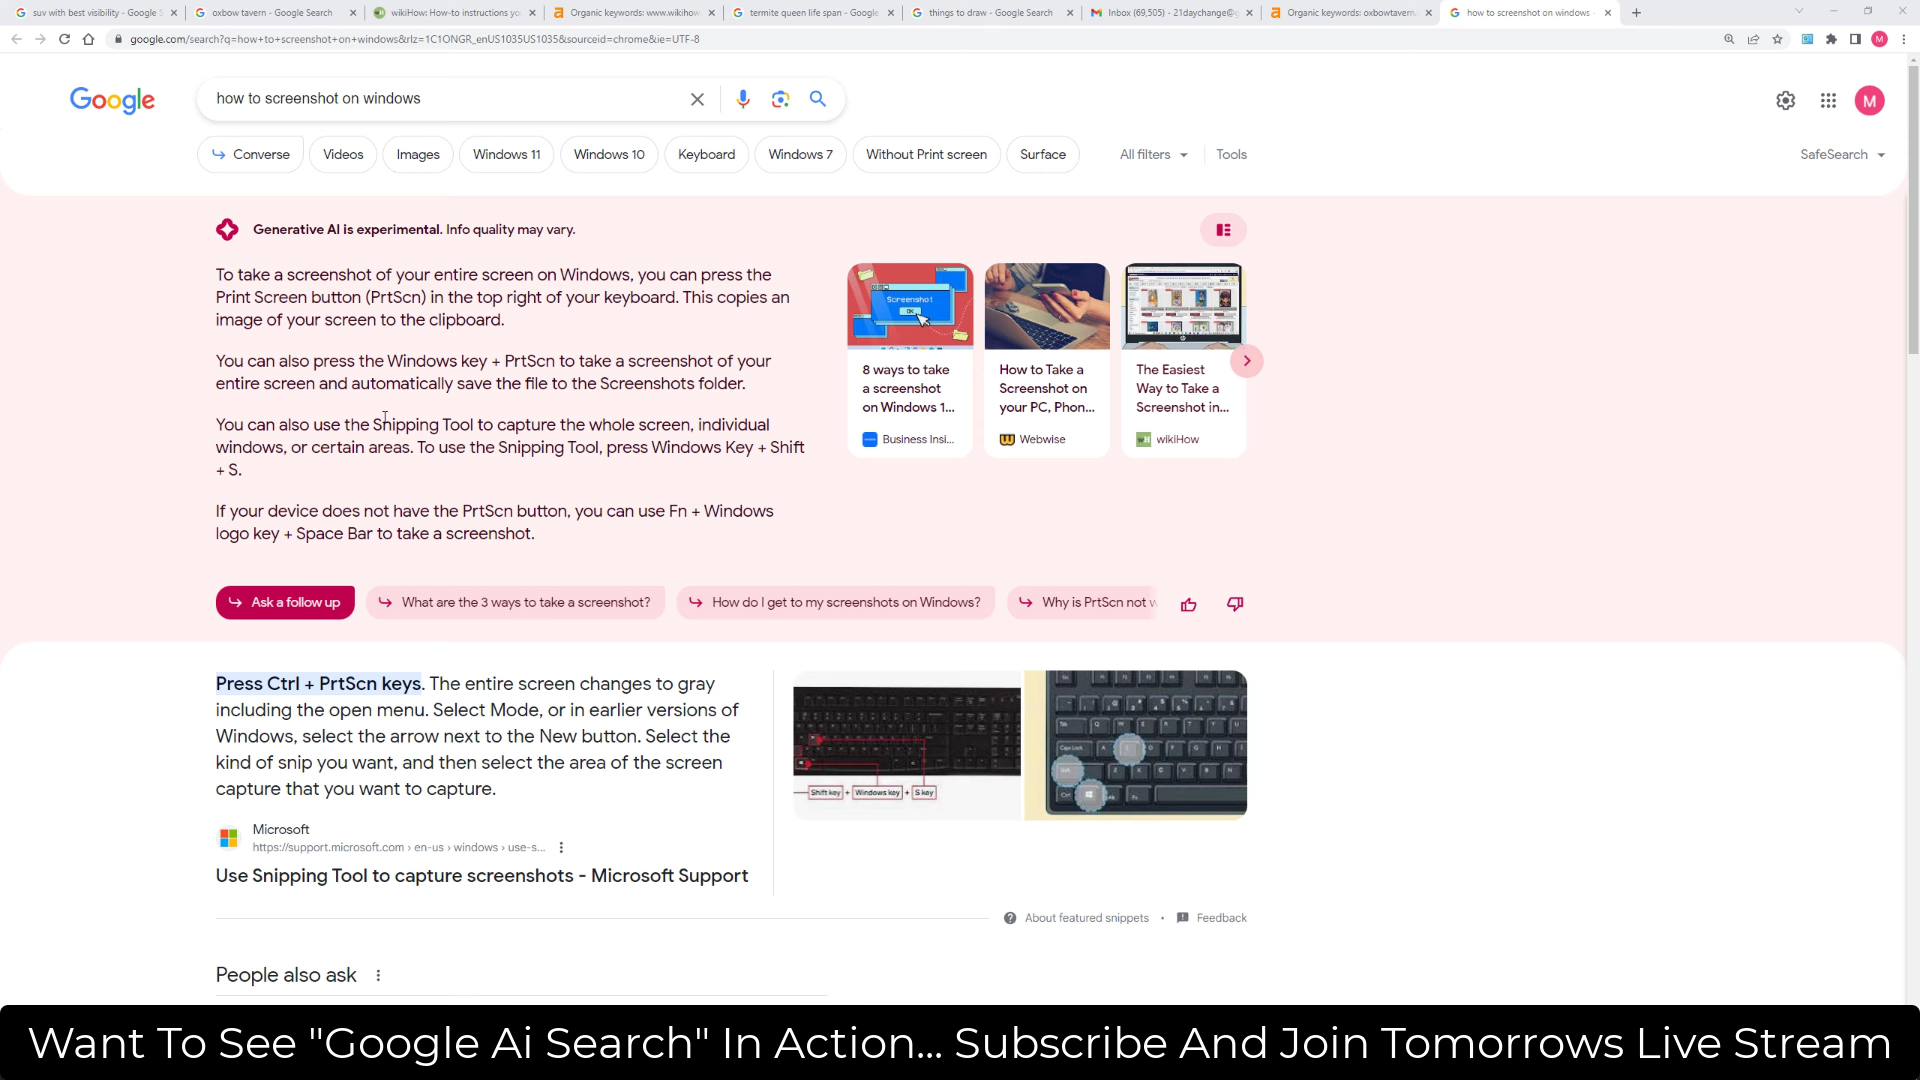 suv with best visibility - Google S
oxbow tavern - Google Search
wikiHow: How-to instructions yo
Organic keywords: www.wikihow
termite queen life span - Google
things to draw - Google Search
Inbox (69,505) - 21daychange@g
Organic keywords: oxbowtavern.
how to screenshot on windows -
google.com/search?q=how+to+screenshot+on+windows&rlz=1C1ONGR_enUS1035US1035&sourceid=chrome&ie=UTF-8
M
Google
how to screenshot on windows
M
Converse
Videos
Images
Windows 11
Windows 10
Keyboard
Windows 7
Without Print screen
Surface
All filters
Tools
SafeSearch
Generative AI is experimental. Info quality may vary.
To take a screenshot of your entire screen on Windows, you can press the
Print Screen button (PrtScn) in the top right of your keyboard. This copies an
image of your screen to the clipboard.
You can also press the Windows key + PrtScn to take a screenshot of your
entire screen and automatically save the file to the Screenshots folder.
You can also use the Snipping Tool to capture the whole screen, individual
windows, or certain areas. To use the Snipping Tool, press Windows Key + Shift
+ S.
If your device does not have the PrtScn button, you can use Fn + Windows
logo key + Space Bar to take a screenshot.
Screenshot
OK
8 ways to take
a screenshot
on Windows 1...
Business Insi...
How to Take a
Screenshot on
your PC, Phon...
Webwise
The Easiest
Way to Take a
Screenshot in...
wikiHow
Ask a follow up
What are the 3 ways to take a screenshot?
How do I get to my screenshots on Windows?
Why is PrtScn not w
Press Ctrl + PrtScn keys. The entire screen changes to gray
including the open menu. Select Mode, or in earlier versions of
Windows, select the arrow next to the New button. Select the
kind of snip you want, and then select the area of the screen
capture that you want to capture.
Shift key + Windows key + S key
Microsoft
https://support.microsoft.com › en-us › windows › use-s...
Use Snipping Tool to capture screenshots - Microsoft Support
About featured snippets • Feedback
People also ask
Want To See "Google Ai Search" In Action... Subscribe And Join Tomorrows Live Stream